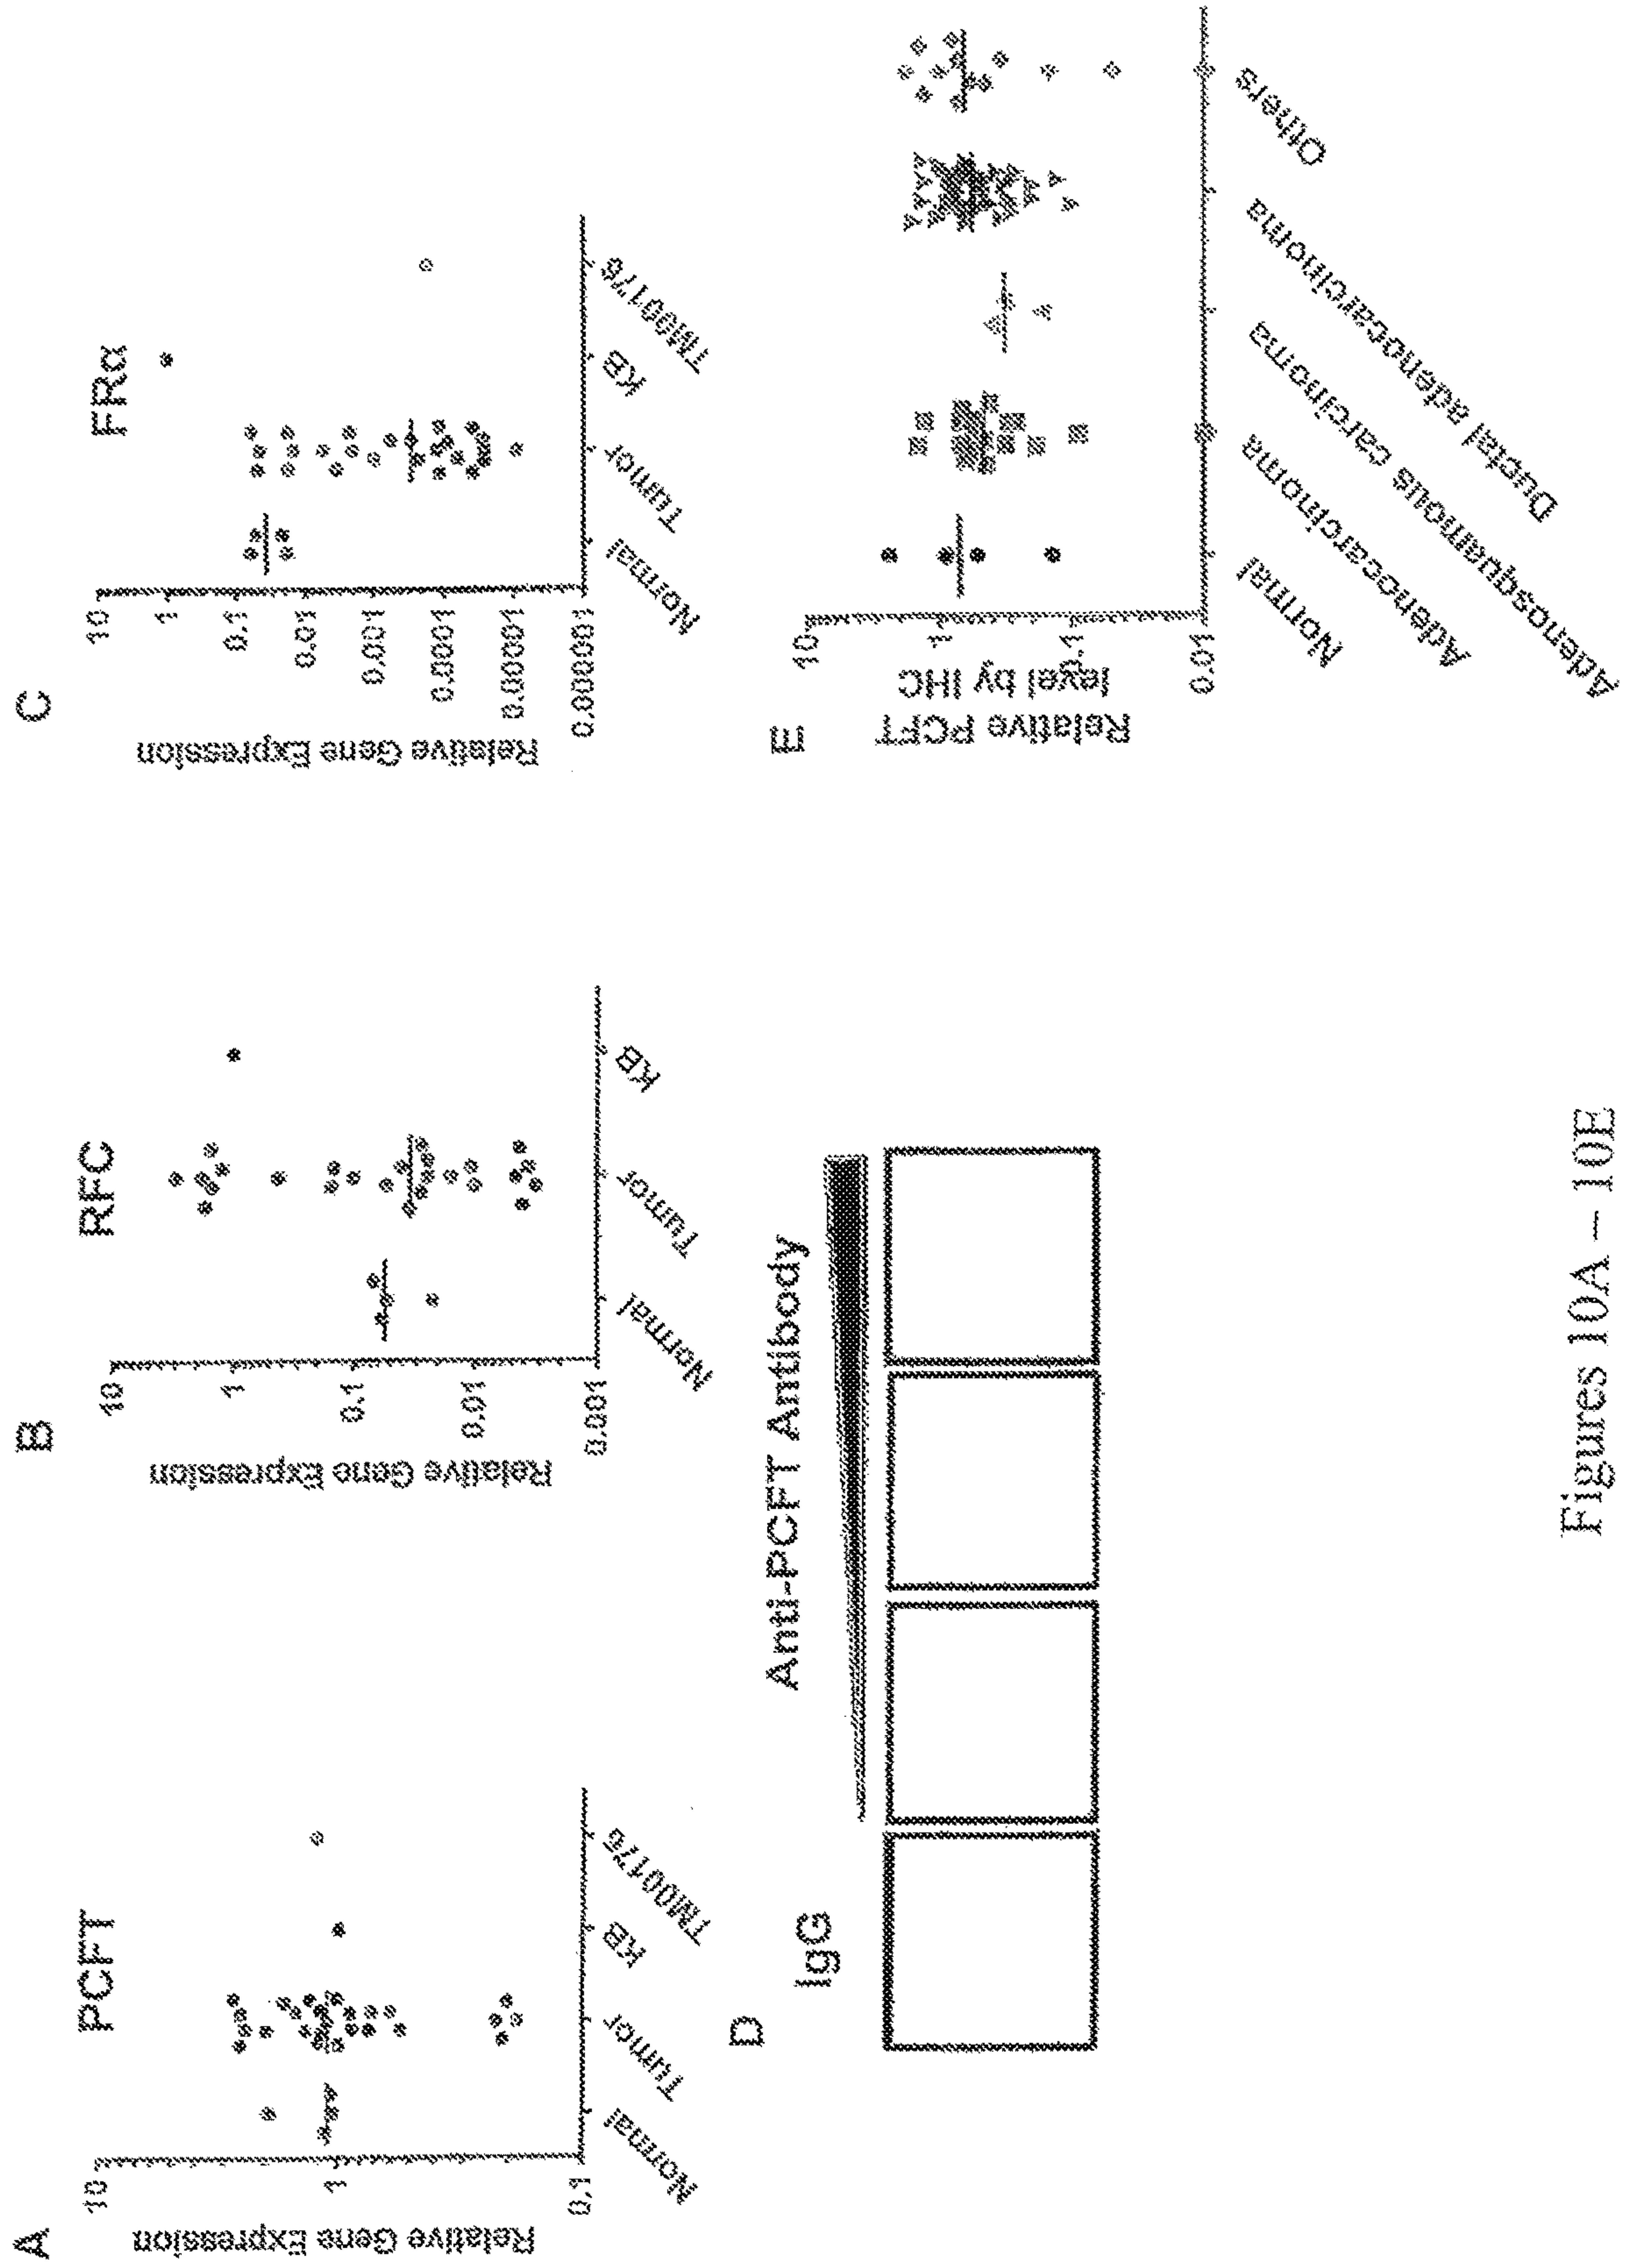 A
PCFT
Relative Gene Expression
10
1
0.1
Normal
Tumor
KB
TM00176
B
RFC
Relative Gene Expression
10
1
0.1
0.01
0.001
Normal
Tumor
KB
C
FRα
Relative Gene Expression
10
1
0.1
0.01
0.001
0.0001
0.00001
0.000001
Normal
Tumor
KB
TM00176
D
IgG
Anti-PCFT Antibody
E
Relative PCFT
level by IHC
10
1
.1
0.01
Normal
Adenocarcinoma
Adenosquamous carcinoma
Ductal adenocarcinoma
Others
Figures 10A – 10E